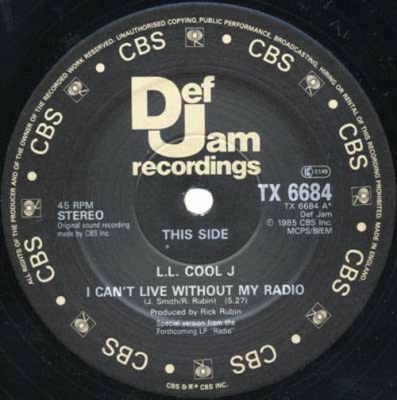 ALL RIGHTS OF THE PRODUCER AND OF THE OWNER OF THE RECORDED WORK RESERVED. UNAUTHORISED COPYING, PUBLIC PERFORMANCE, BROADCASTING, HIRING OR RENTAL OF THIS RECORD PROHIBITED. MADE IN ENGLAND.
CBS CBS CBS CBS CBS CBS CBS CBS CBS
Def
Jam
recordings
45 RPM
STEREO
Original sound recording
made by CBS Inc.
THIS SIDE
LC 0149
TX 6684
TX 6684 A*
Def Jam
℗ 1985 CBS Inc.
MCPS/BIEM
L.L. COOL J
I CAN'T LIVE WITHOUT MY RADIO
(J. Smith/R. Rubin) (5.27)
Produced by Rick Rubin
Special version from the
Forthcoming LP "Radio"
CBS & ® CBS INC.